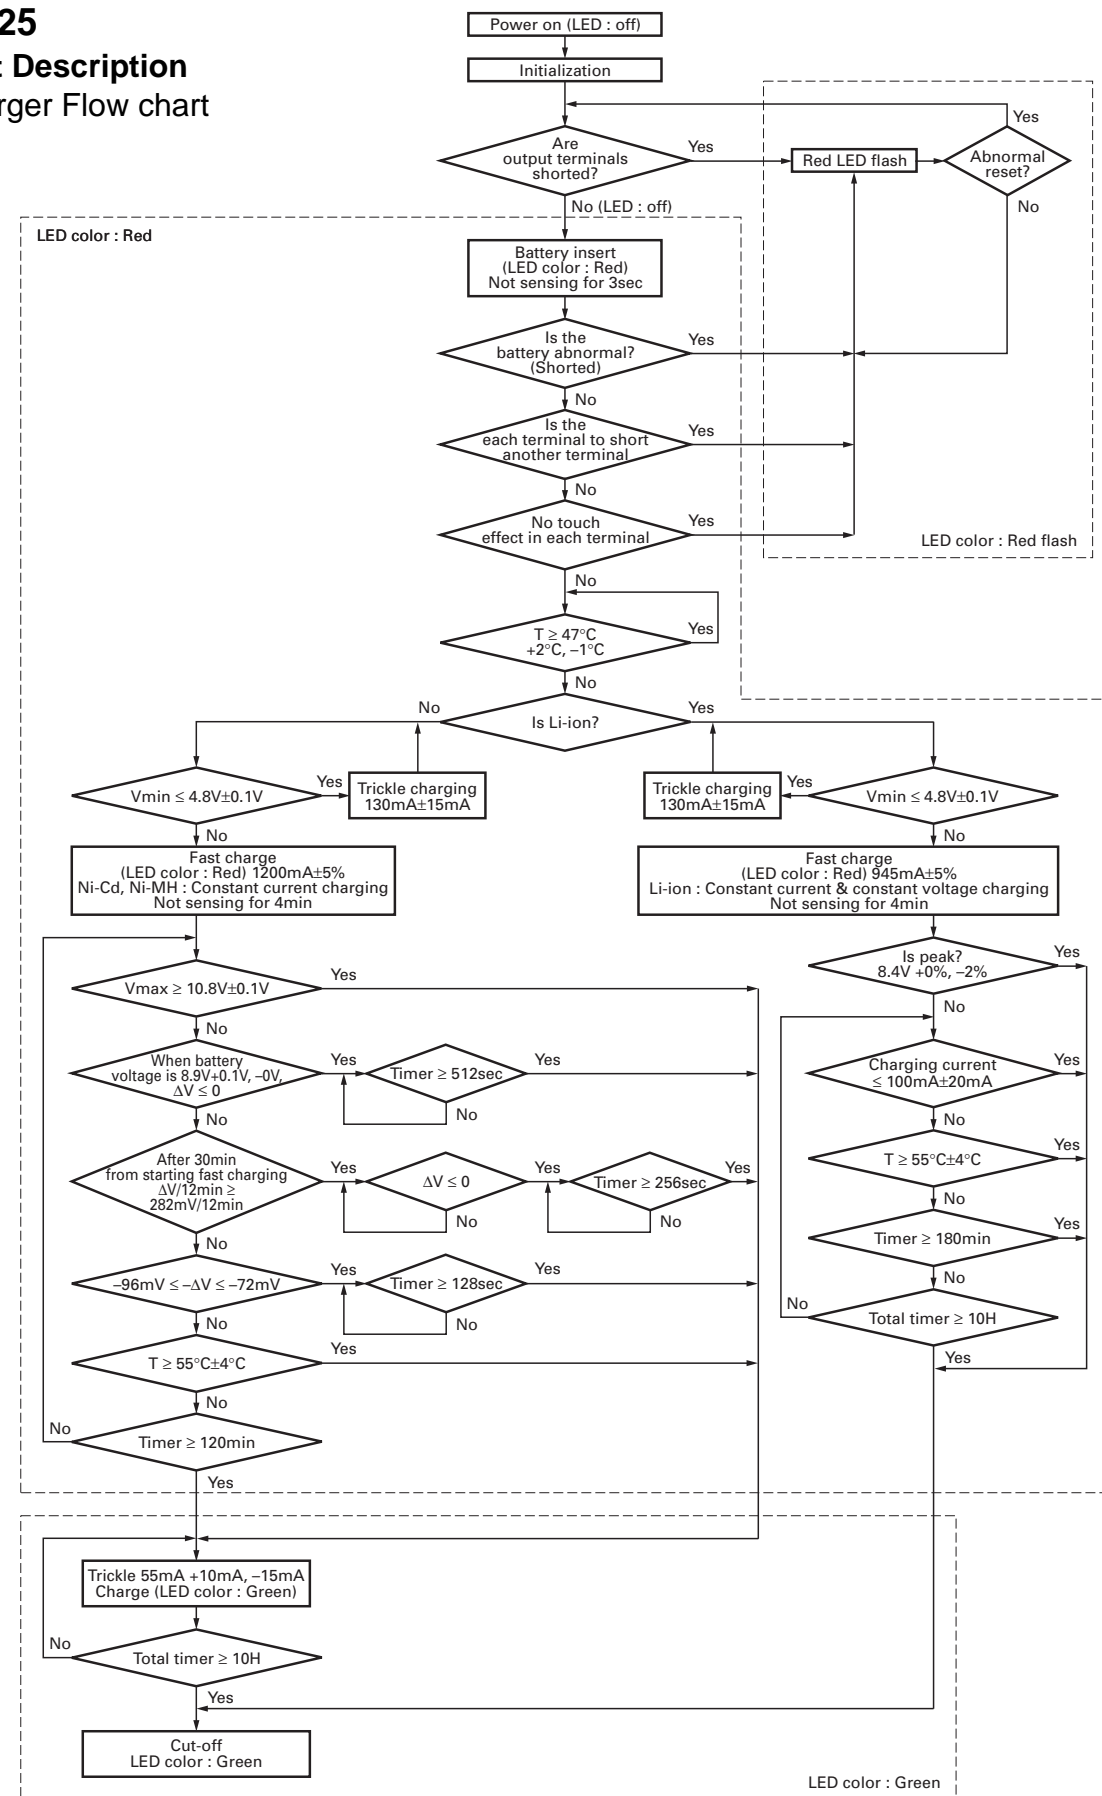 25
: Description
rger Flow chart
Power on (LED : off)
Initialization
Are
output terminals
shorted?
Yes
Red LED flash
Abnormal
reset?
Yes
No
No (LED : off)
LED color : Red
Battery insert
(LED color : Red)
Not sensing for 3sec
Is the
battery abnormal?
(Shorted)
Yes
No
Is the
each terminal to short
another terminal
Yes
No
No touch
effect in each terminal
Yes
LED color : Red flash
No
T ≥ 47°C
+2°C, –1°C
Yes
No
Is Li-ion?
No
Yes
Vmin ≤ 4.8V±0.1V
Yes
Trickle charging
130mA±15mA
Trickle charging
130mA±15mA
Yes
Vmin ≤ 4.8V±0.1V
No
No
Fast charge
(LED color : Red) 1200mA±5%
Ni-Cd, Ni-MH : Constant current charging
Not sensing for 4min
Fast charge
(LED color : Red) 945mA±5%
Li-ion : Constant current & constant voltage charging
Not sensing for 4min
Vmax ≥ 10.8V±0.1V
Yes
No
When battery
voltage is 8.9V+0.1V, –0V,
ΔV ≤ 0
Yes
Timer ≥ 512sec
Yes
No
No
After 30min
from starting fast charging
ΔV/12min ≥
282mV/12min
Yes
ΔV ≤ 0
Yes
Timer ≥ 256sec
Yes
No
No
No
–96mV ≤ –ΔV ≤ –72mV
Yes
Timer ≥ 128sec
Yes
No
No
T ≥ 55°C±4°C
Yes
No
Timer ≥ 120min
No
Yes
Is peak?
8.4V +0%, –2%
Yes
No
Charging current
≤ 100mA±20mA
Yes
No
T ≥ 55°C±4°C
Yes
No
Timer ≥ 180min
Yes
No
Total timer ≥ 10H
No
Yes
Trickle 55mA +10mA, –15mA
Charge (LED color : Green)
Total timer ≥ 10H
No
Yes
Cut-off
LED color : Green
LED color : Green